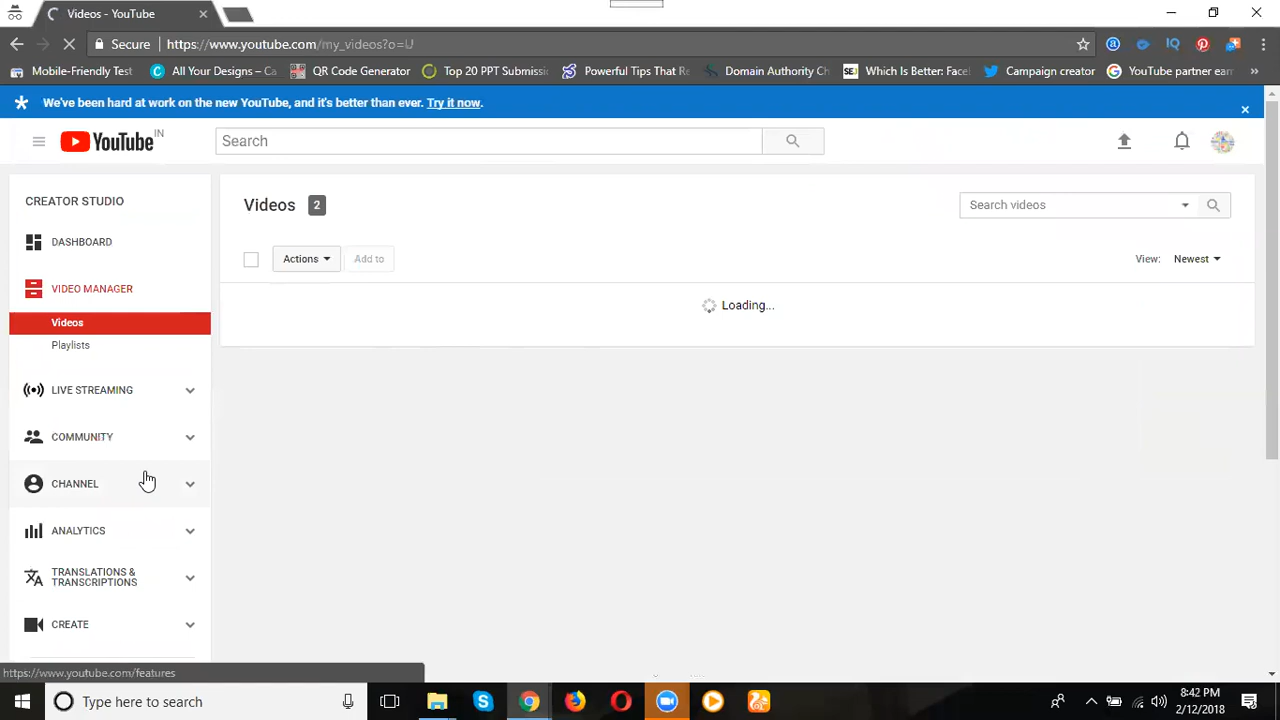 Videos - YouTube
Secure
https://www.youtube.com/my_videos?o=U
Mobile-Friendly Test
All Your Designs – Ca
QR Code Generator
Top 20 PPT Submissi
Powerful Tips That Re
Domain Authority Ch
Which Is Better: Facel
Campaign creator
YouTube partner earn
We've been hard at work on the new YouTube, and it's better than ever. Try it now.
YouTube IN
Search
CREATOR STUDIO
Videos 2
Search videos
DASHBOARD
Actions
Add to
View: Newest
VIDEO MANAGER
Loading...
Videos
Playlists
LIVE STREAMING
COMMUNITY
CHANNEL
ANALYTICS
TRANSLATIONS &
TRANSCRIPTIONS
CREATE
https://www.youtube.com/features
Type here to search
8:42 PM
2/12/2018